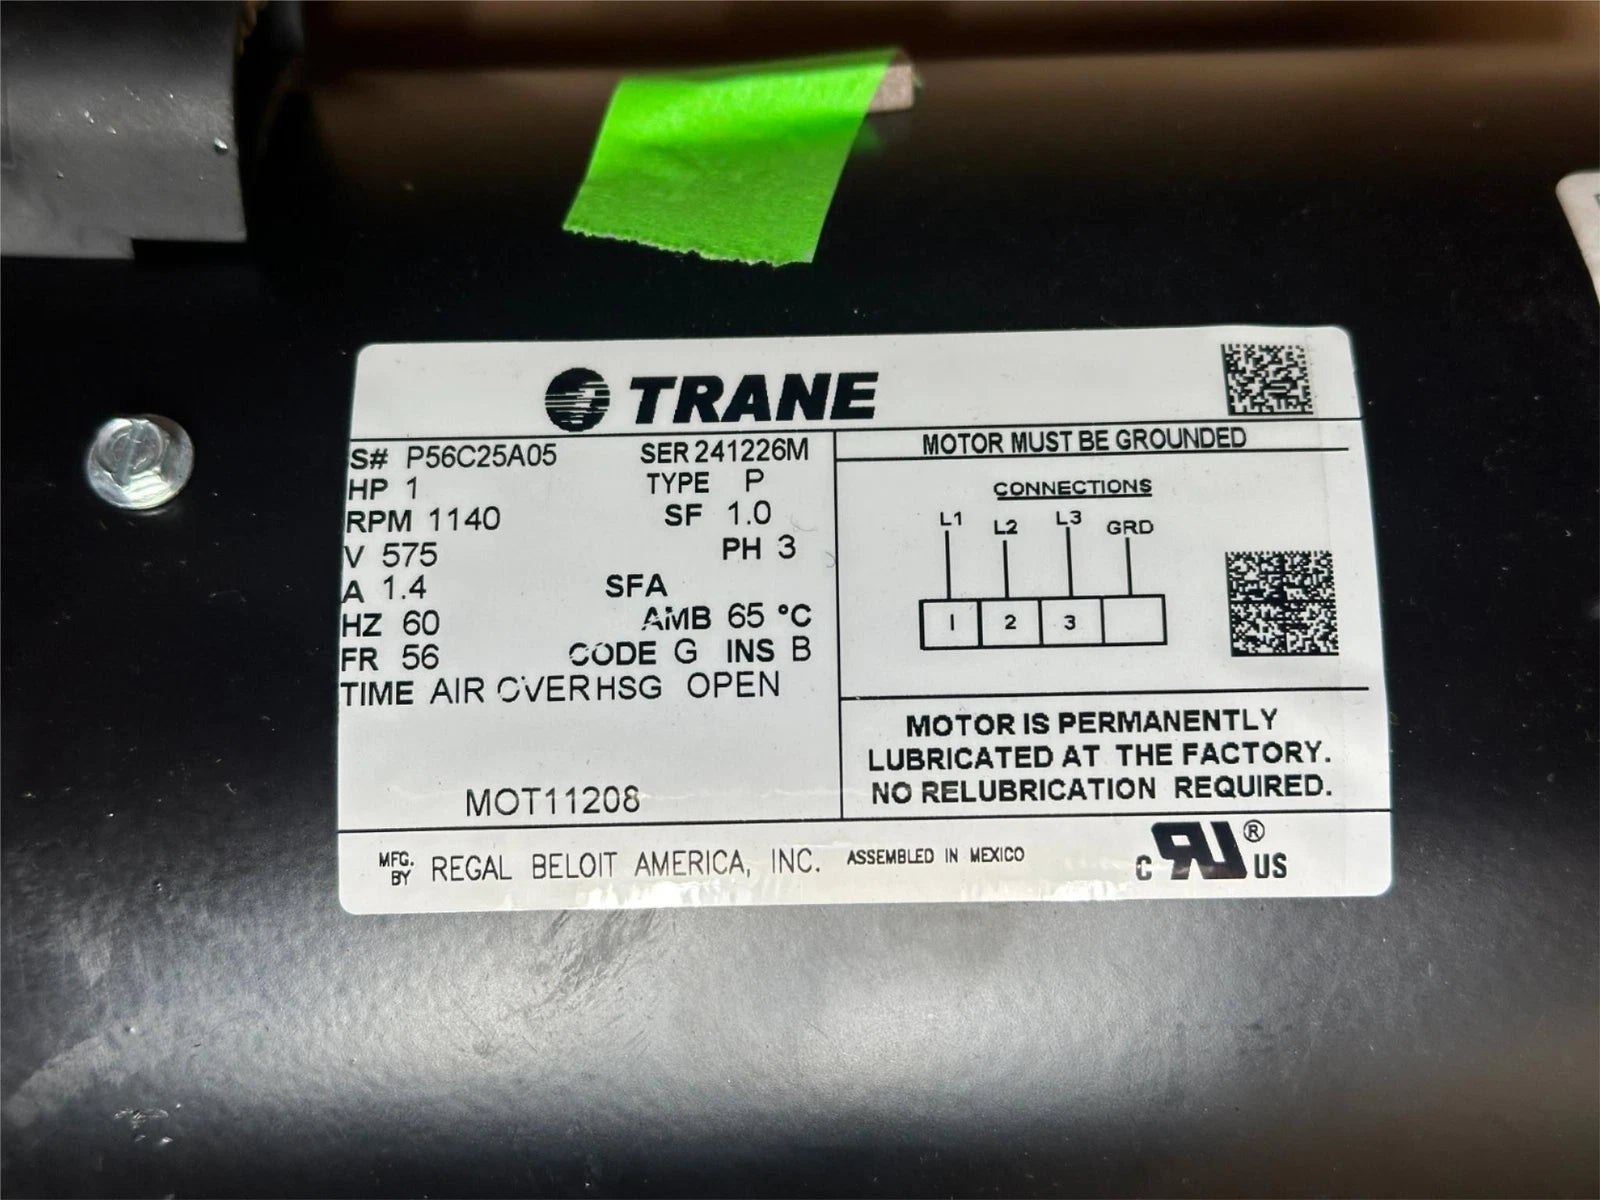 TRANE
S# P56C25A05 SER 241226M
HP 1 TYPE P
RPM 1140 SF 1.0
V 575 PH 3
A 1.4 SFA
HZ 60 AMB 65 °C
FR 56 CODE G INS B
TIME AIR OVER HSG OPEN
MOT11208
MOTOR MUST BE GROUNDED
CONNECTIONS
L1 L2 L3 GRD
1 2 3
MOTOR IS PERMANENTLY
LUBRICATED AT THE FACTORY.
NO RELUBRICATION REQUIRED.
MFG. BY REGAL BELOIT AMERICA, INC. ASSEMBLED IN MEXICO
c RU ® US